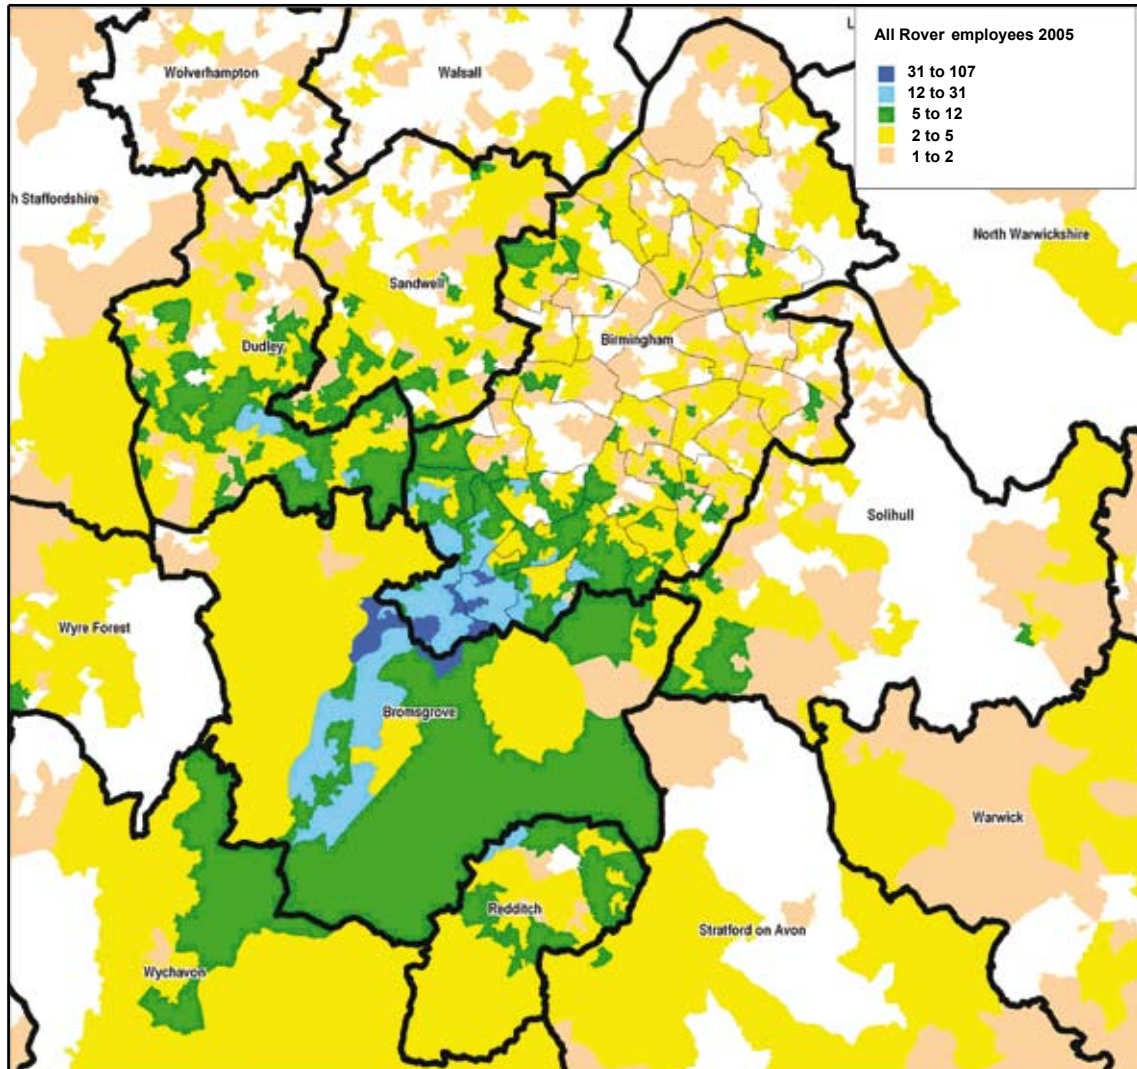 All Rover employees 2005
31 to 107
12 to 31
5 to 12
2 to 5
1 to 2
L
Wolverhampton
Walsall
h Staffordshire
North Warwickshire
Sandwell
Dudley
Birmingham
Solihull
Wyre Forest
Bromsgrove
Warwick
Redditch
Stratford on Avon
Wychavon